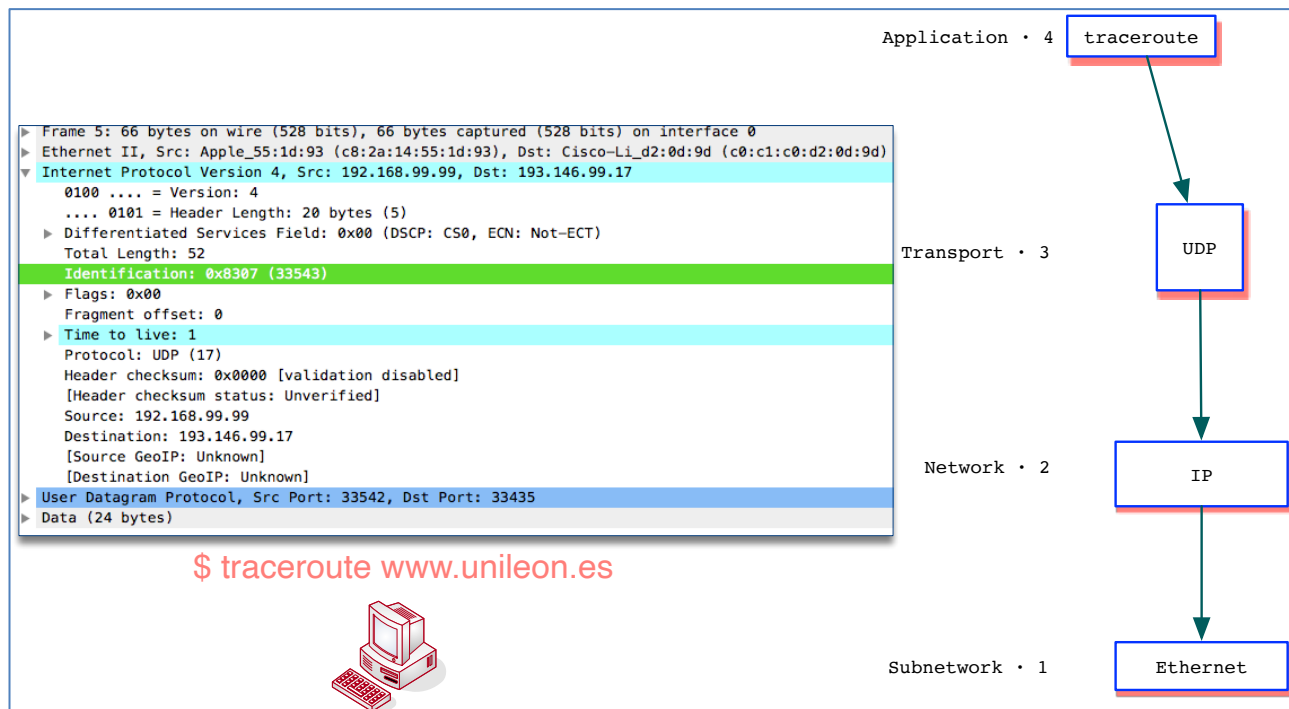 Application · 4
traceroute
Frame 5: 66 bytes on wire (528 bits), 66 bytes captured (528 bits) on interface 0
Ethernet II, Src: Apple_55:1d:93 (c8:2a:14:55:1d:93), Dst: Cisco-Li_d2:0d:9d (c0:c1:c0:d2:0d:9d)
Internet Protocol Version 4, Src: 192.168.99.99, Dst: 193.146.99.17
0100 .... = Version: 4
.... 0101 = Header Length: 20 bytes (5)
Differentiated Services Field: 0x00 (DSCP: CS0, ECN: Not-ECT)
Total Length: 52
Identification: 0x8307 (33543)
Flags: 0x00
Fragment offset: 0
Time to live: 1
Protocol: UDP (17)
Header checksum: 0x0000 [validation disabled]
[Header checksum status: Unverified]
Source: 192.168.99.99
Destination: 193.146.99.17
[Source GeoIP: Unknown]
[Destination GeoIP: Unknown]
User Datagram Protocol, Src Port: 33542, Dst Port: 33435
Data (24 bytes)
Transport · 3
UDP
Network · 2
IP
$ traceroute www.unileon.es
Subnetwork · 1
Ethernet